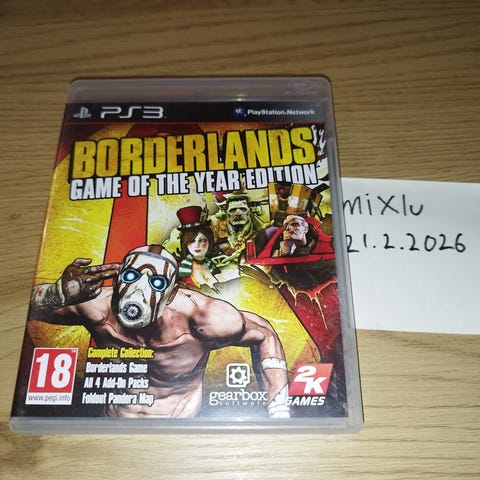 PS3
PlayStation.Network
BORDERLANDS
GAME OF THE YEAR EDITION
mixlu
21.2.2026
Complete Collection:
Borderlands Game
All 4 Add-On Packs
Foldout Pandora Map
18
www.pegi.info
gearbox
software
2K
GAMES